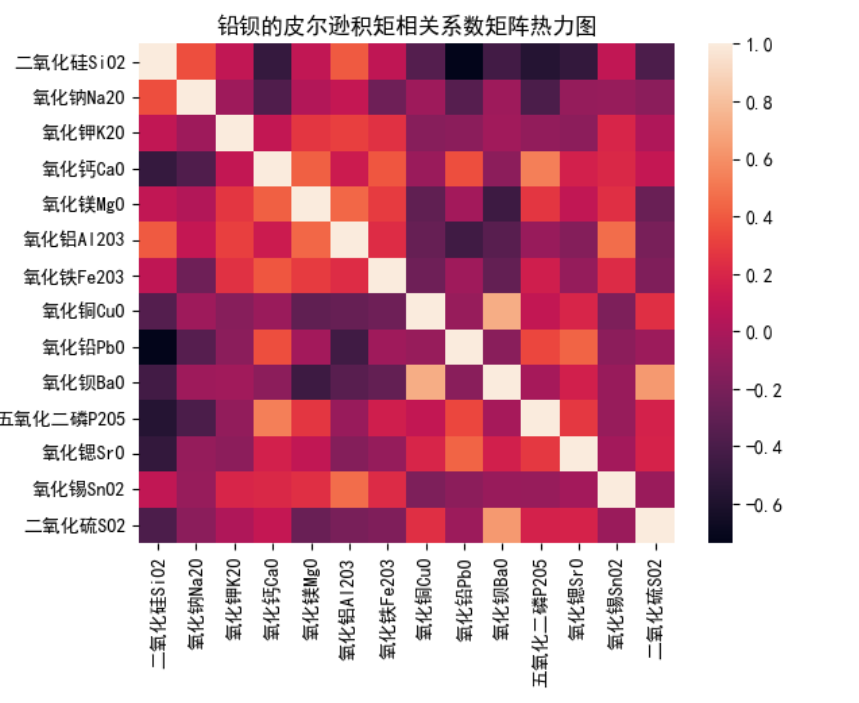 铅钡的皮尔逊积矩相关系数矩阵热力图
二氧化硅SiO2
氧化钠Na2O
氧化钾K2O
氧化钙CaO
氧化镁MgO
氧化铝Al2O3
氧化铁Fe2O3
氧化铜CuO
氧化铅PbO
氧化钡BaO
五氧化二磷P2O5
氧化锶SrO
氧化锡SnO2
二氧化硫SO2
二氧化硅SiO2
氧化钠Na2O
氧化钾K2O
氧化钙CaO
氧化镁MgO
氧化铝Al2O3
氧化铁Fe2O3
氧化铜CuO
氧化铅PbO
氧化钡BaO
五氧化二磷P2O5
氧化锶SrO
氧化锡SnO2
二氧化硫SO2
1.0
0.8
0.6
0.4
0.2
0.0
−0.2
−0.4
−0.6